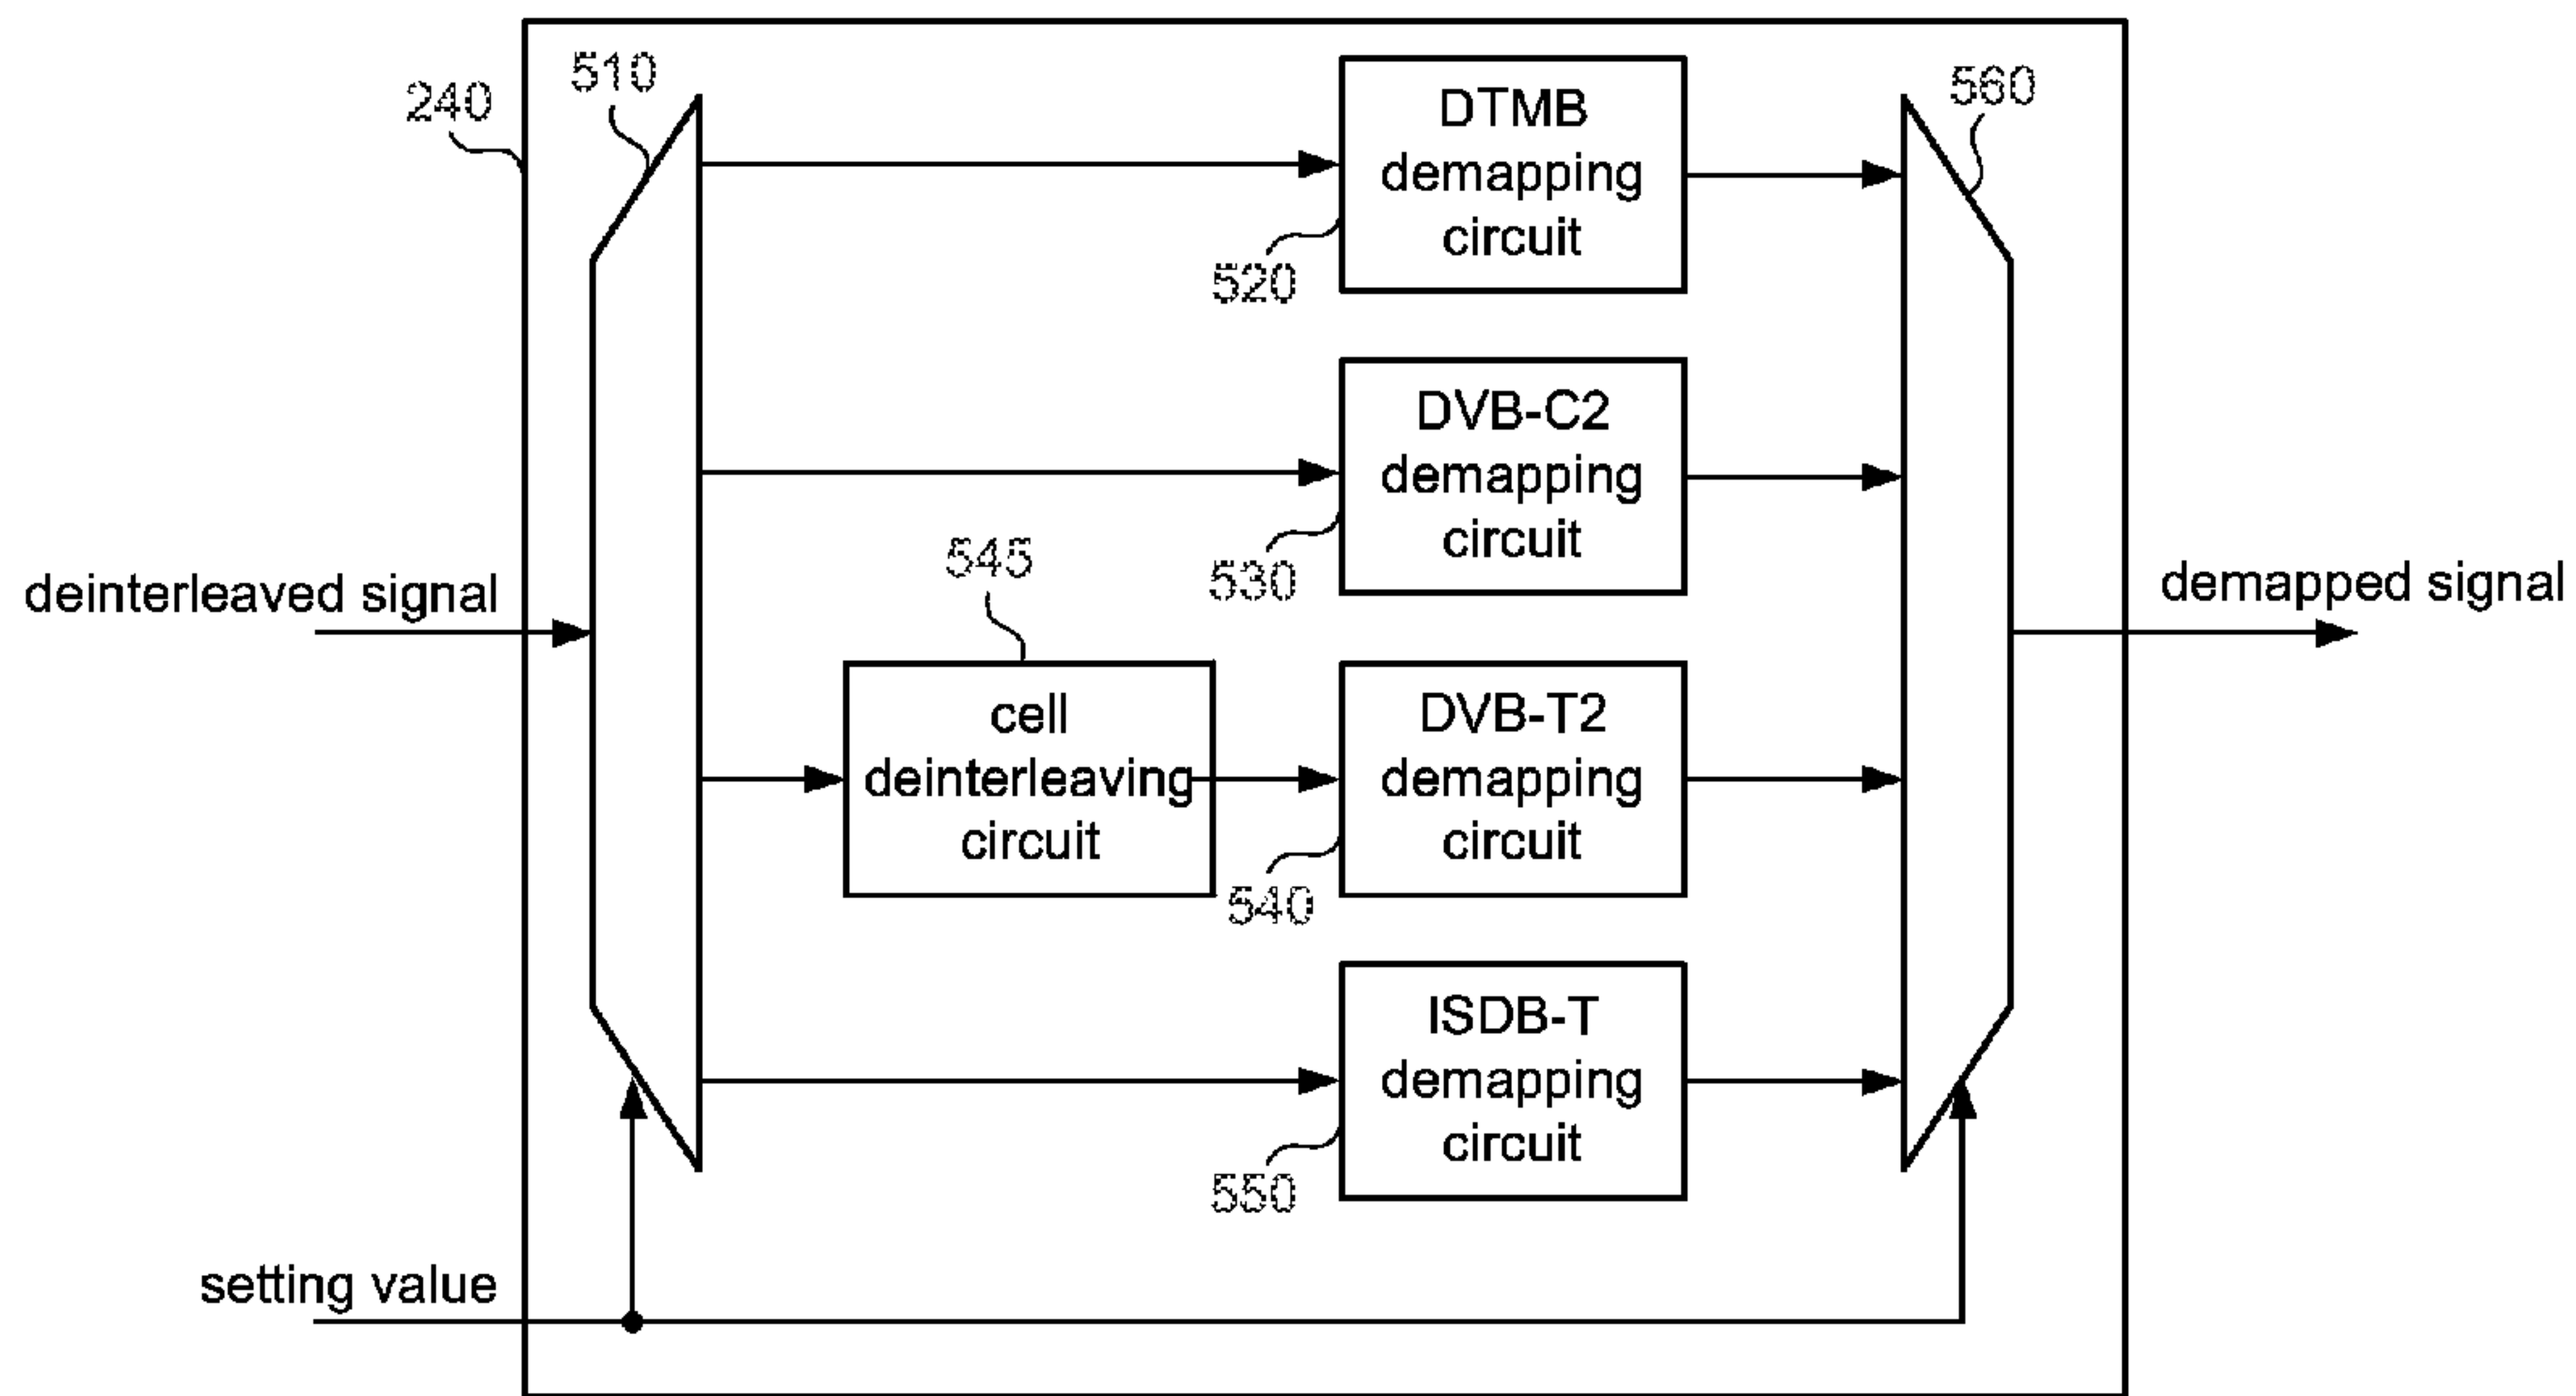 240
510
560
DTMB
demapping
circuit
520
DVB-C2
demapping
circuit
530
545
deinterleaved signal
demapped signal
cell
deinterleaving
circuit
DVB-T2
demapping
circuit
540
ISDB-T
demapping
circuit
550
setting value